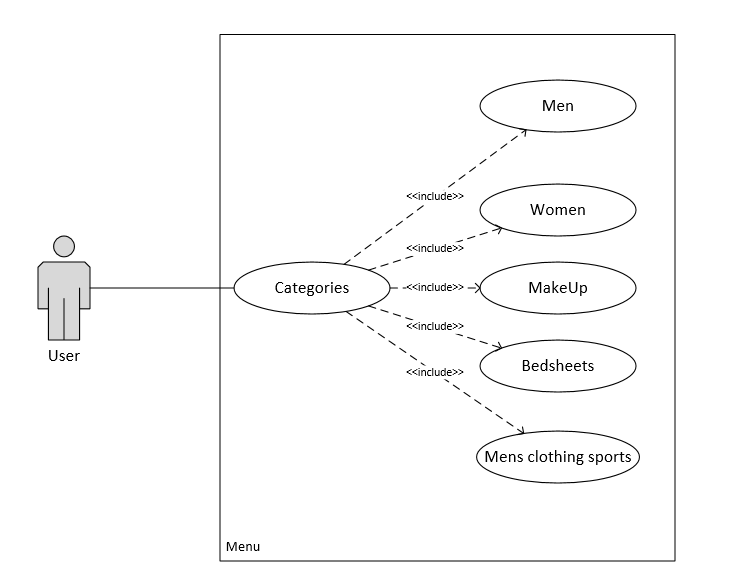 Men
<<include>>
Women
<<include>>
Categories
<<include>>
MakeUp
<<include>>
User
Bedsheets
<<include>>
Mens clothing sports
Menu